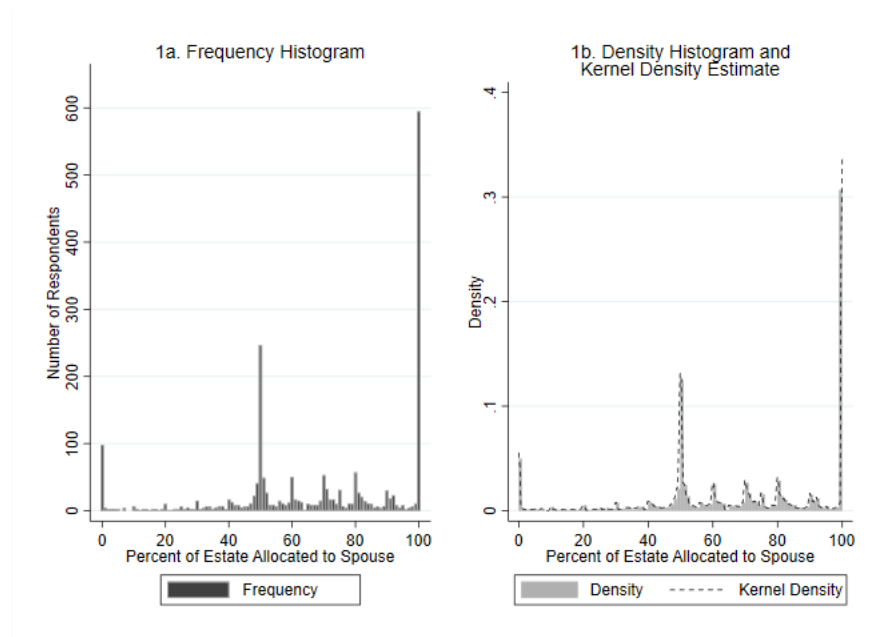 1a. Frequency Histogram
Number of Respondents
600
500
400
300
200
100
0
0 20 40 60 80 100
Percent of Estate Allocated to Spouse
Frequency
1b. Density Histogram and
Kernel Density Estimate
Density
.4
.3
.2
.1
0
0 20 40 60 80 100
Percent of Estate Allocated to Spouse
Density Kernel Density